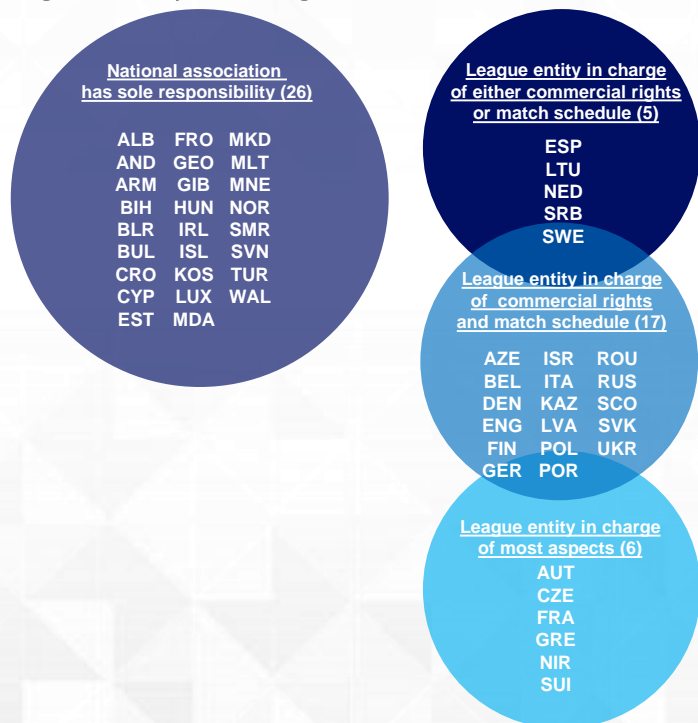 National association
has sole responsibility (26)
ALB FRO MKD
AND GEO MLT
ARM GIB MNE
BIH HUN NOR
BLR IRL SMR
BUL ISL SVN
CRO KOS TUR
CYP LUX WAL
EST MDA
League entity in charge
of either commercial rights
or match schedule (5)
ESP
LTU
NED
SRB
SWE
League entity in charge
of commercial rights
and match schedule (17)
AZE ISR ROU
BEL ITA RUS
DEN KAZ SCO
ENG LVA SVK
FIN POL UKR
GER POR
League entity in charge
of most aspects (6)
AUT
CZE
FRA
GRE
NIR
SUI